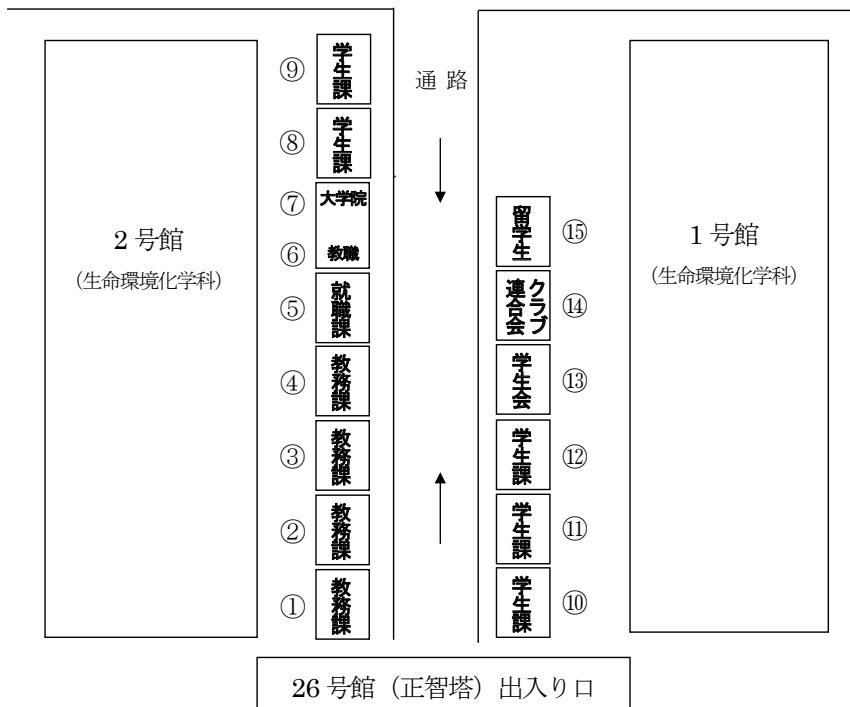 ⑨
学生課
通 路
⑧
学生課
⑦
大学院
2 号館
(生命環境化学科)
⑥
教職
留学生
⑮
1 号館
(生命環境化学科)
⑤
就職課
クラブ
連合会
⑭
④
教務課
学生会
⑬
③
教務課
学生課
⑫
②
教務課
学生課
⑪
①
教務課
学生課
⑩
26 号館（正智塔）出入り口